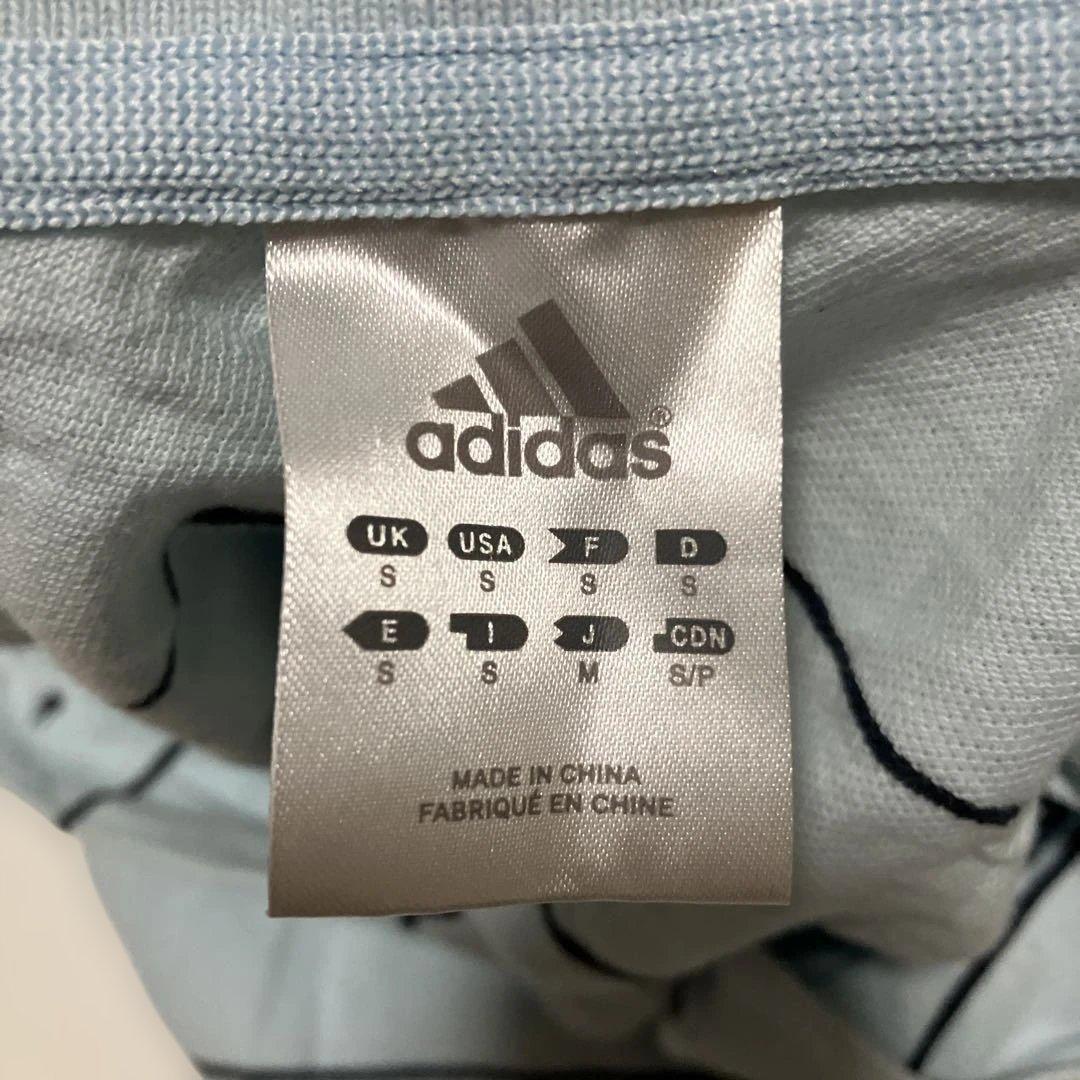 adidas®
UK USA F D
S S S S
E I J CDN
S S M S/P
MADE IN CHINA
FABRIQUÉ EN CHINE